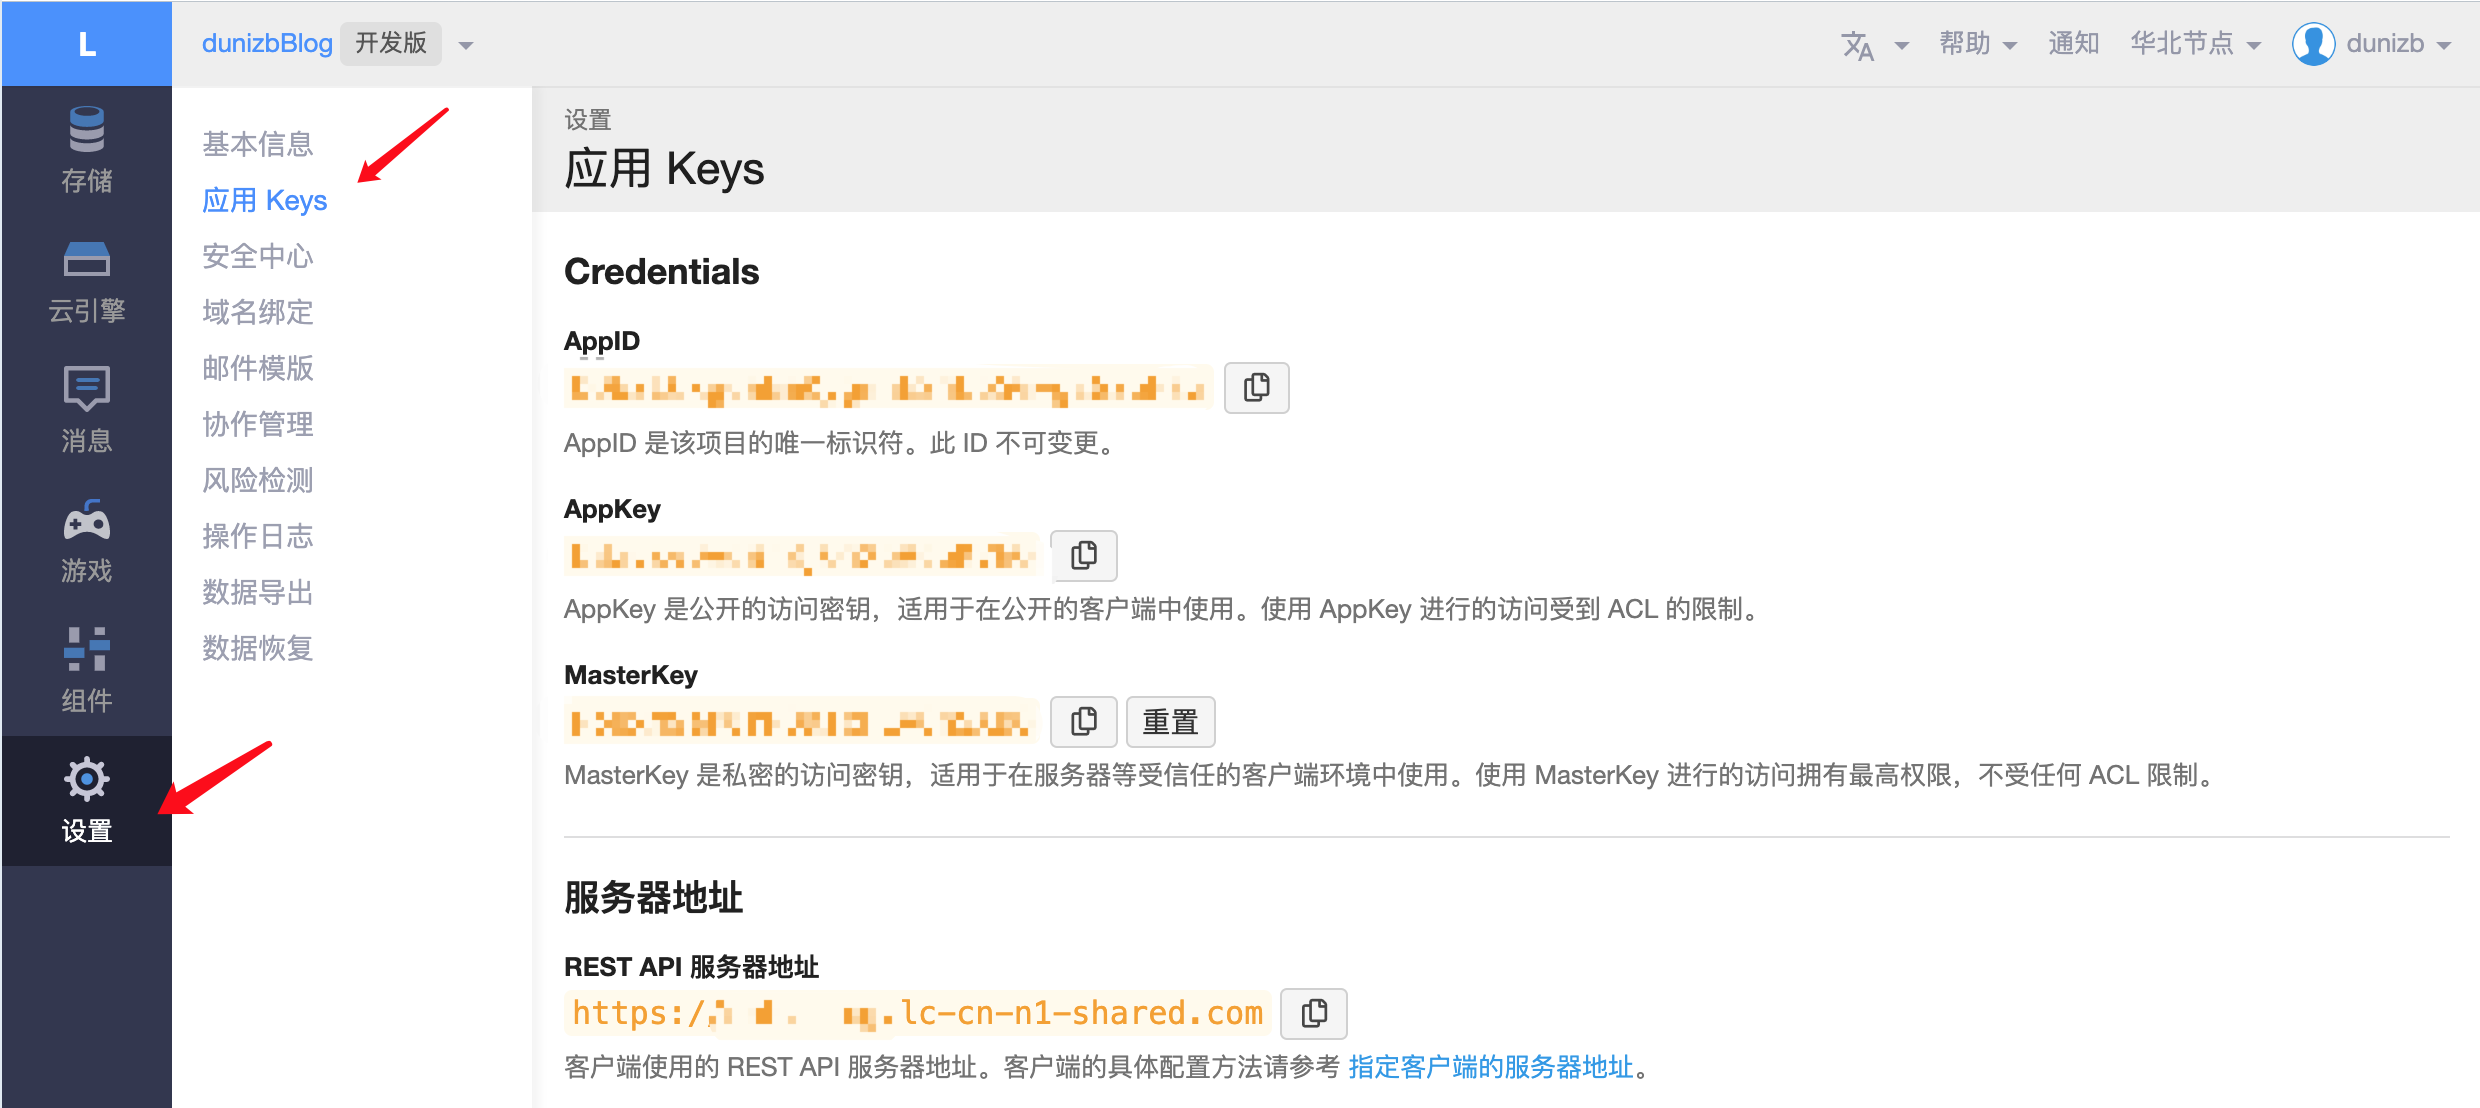 L
dunizbBlog 开发版
帮助 通知 华北节点 dunizb
存储
云引擎
消息
游戏
组件
设置
基本信息
应用 Keys
安全中心
域名绑定
邮件模版
协作管理
风险检测
操作日志
数据导出
数据恢复
设置
应用 Keys
Credentials
AppID
AppID 是该项目的唯一标识符。此 ID 不可变更。
AppKey
AppKey 是公开的访问密钥，适用于在公开的客户端中使用。使用 AppKey 进行的访问受到 ACL 的限制。
MasterKey
重置
MasterKey 是私密的访问密钥，适用于在服务器等受信任的客户端环境中使用。使用 MasterKey 进行的访问拥有最高权限，不受任何 ACL 限制。
服务器地址
REST API 服务器地址
https:/ .lc-cn-n1-shared.com
客户端使用的 REST API 服务器地址。客户端的具体配置方法请参考 指定客户端的服务器地址。